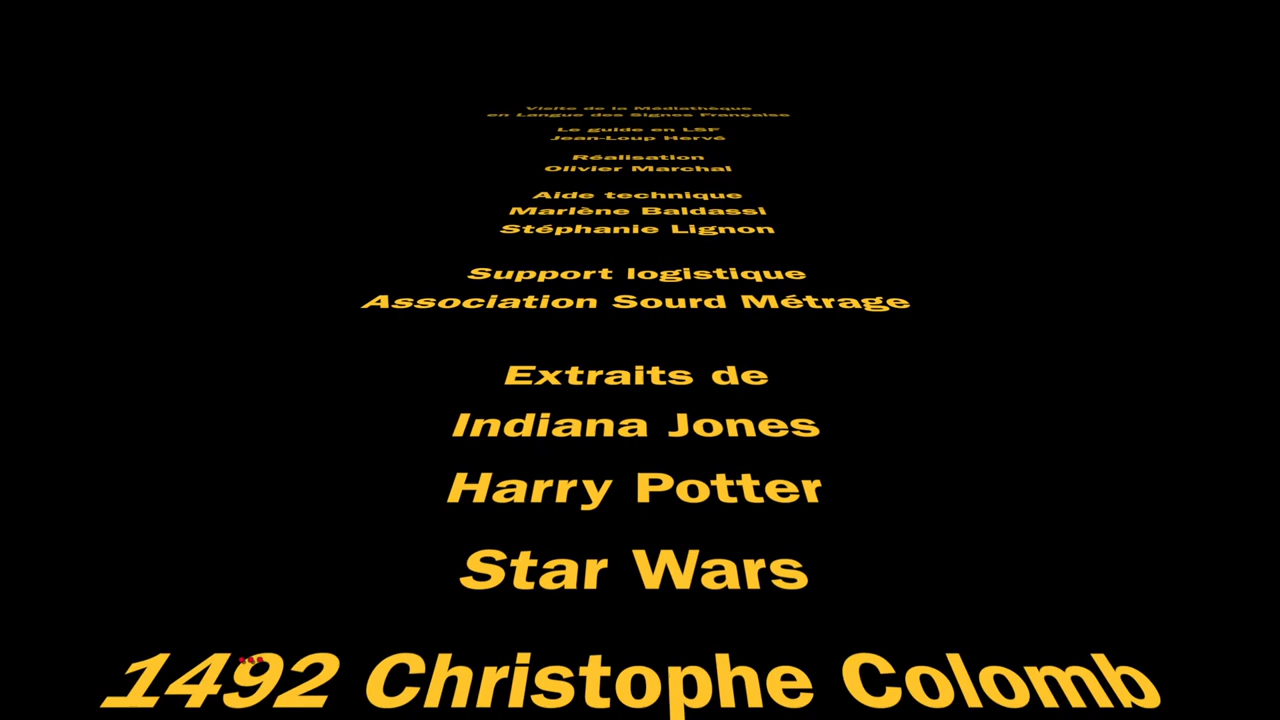 Visite de la Médiathèque
en Langue des Signes Française
Le guide en LSF
Jean-Loup Hervé
Réalisation
Olivier Marchal
Aide technique
Marlène Baldassi
Stéphanie Lignon
Support logistique
Association Sourd Métrage
Extraits de
Indiana Jones
Harry Potter
Star Wars
1492 Christophe Colomb